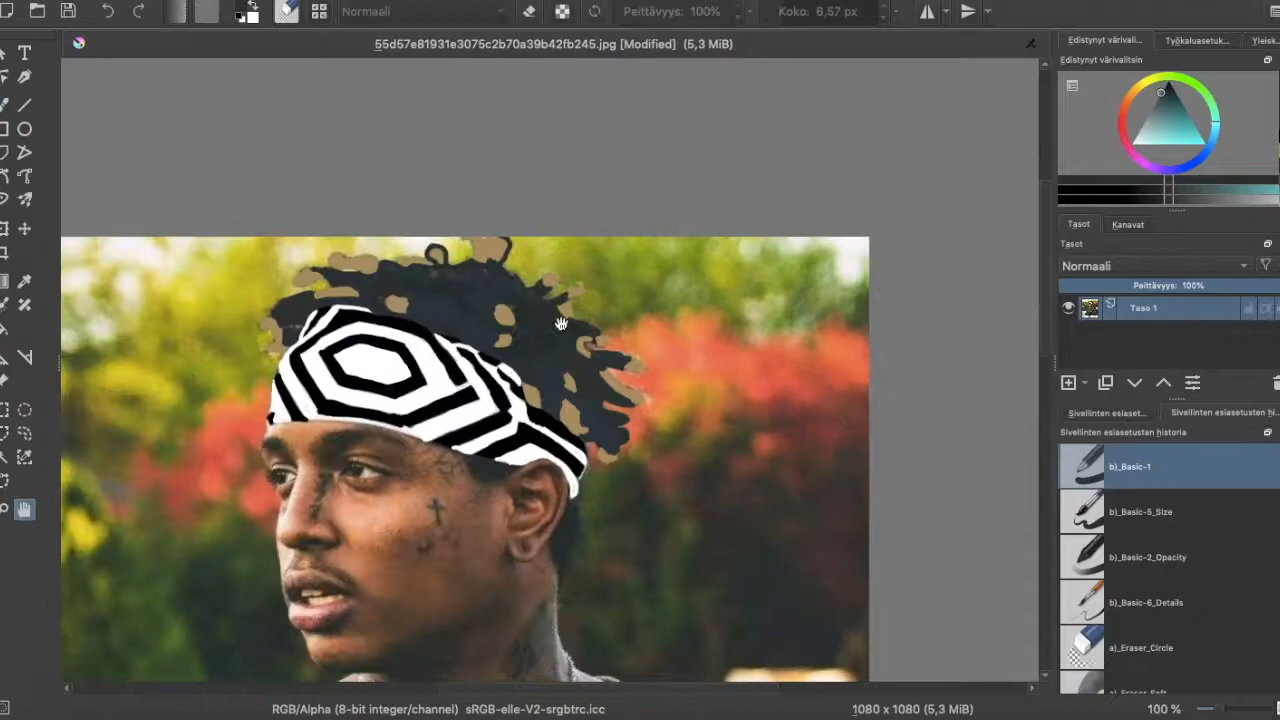 Normaali
Peittävyys: 100%
Koko: 6,57 px
55d57e81931e3075c2b70a39b42fb245.jpg [Modified] (5,3 MiB)
Edistynyt värivali...
Työkaluasetuk...
Yleisk...
Edistynyt värivalitsin
Tasot
Kanavat
Tasot
Normaali
Peittävyys: 100%
Taso 1
Sivellinten esiaset...
Sivellinten esiasetusten hi...
Sivellinten esiasetusten historia
b)_Basic-1
b)_Basic-5_Size
b)_Basic-2_Opacity
b)_Basic-6_Details
a)_Eraser_Circle
a)_Eraser_Soft
RGB/Alpha (8-bit integer/channel) sRGB-elle-V2-srgbtrc.icc
1080 x 1080 (5,3 MiB)
100 %